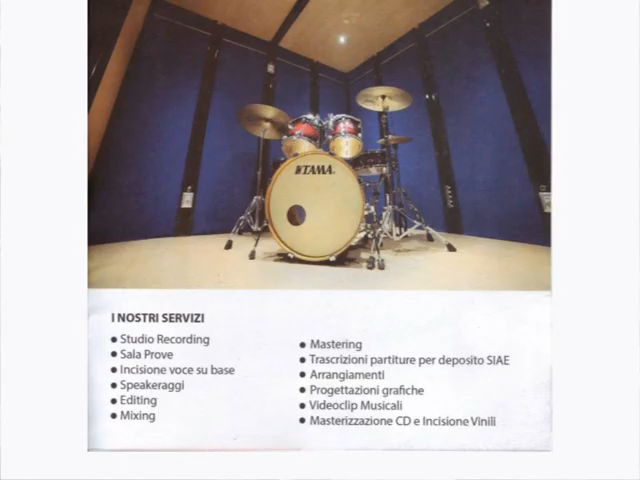 TAMA
I NOSTRI SERVIZI
• Studio Recording
• Sala Prove
• Incisione voce su base
• Speakeraggi
• Editing
• Mixing
• Mastering
• Trascrizioni partiture per deposito SIAE
• Arrangiamenti
• Progettazioni grafiche
• Videoclip Musicali
• Masterizzazione CD e Incisione Vinili